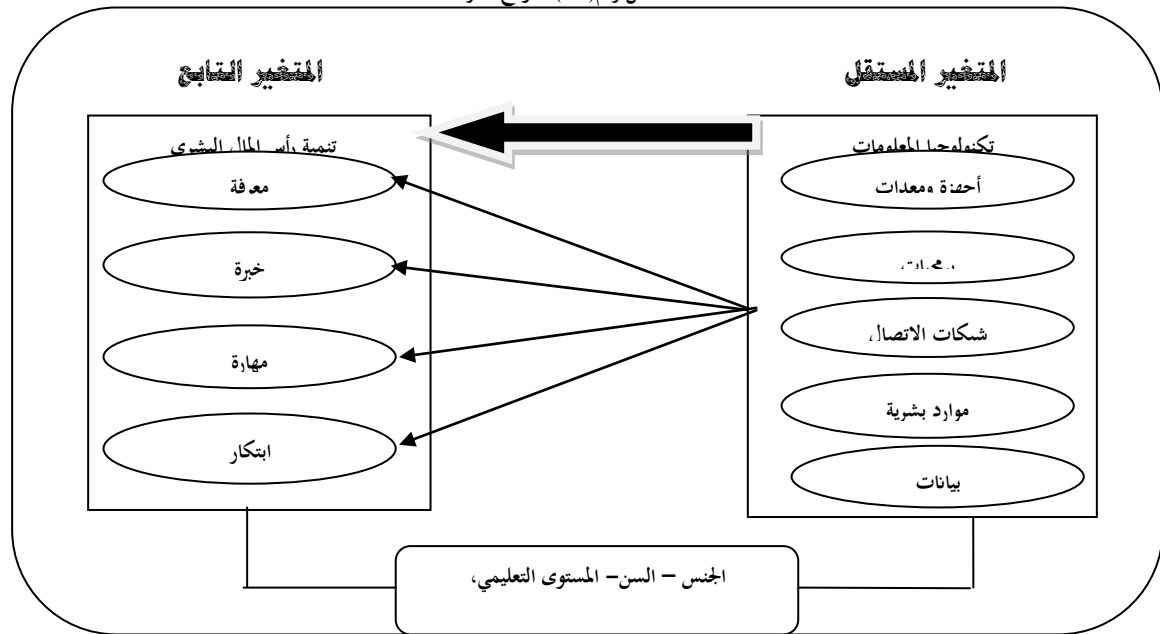 المتغير المستقل
المتغير التابع
تكنولوجيا المعلومات
أجهزة ومعدات
برمجيات
شبكات الاتصال
موارد بشرية
بيانات
تنمية رأس المال البشري
معرفة
خبرة
مهارة
ابتكار
الجنس – السن– المستوى التعليمي،